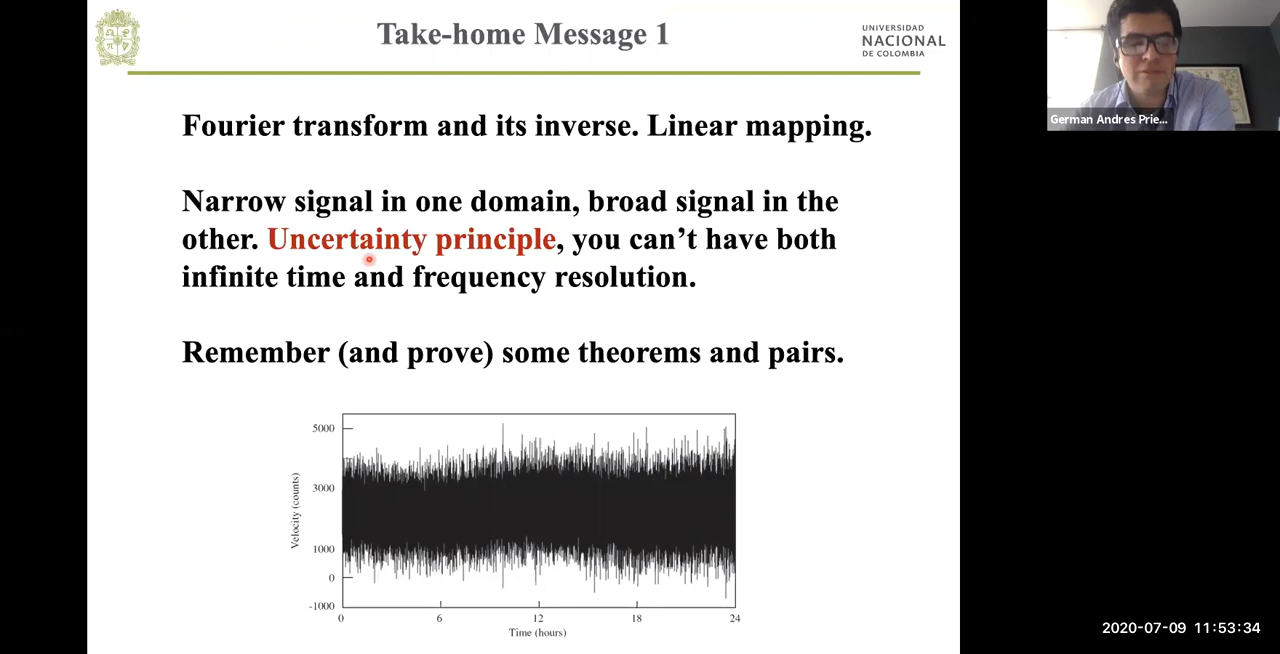 Take-home Message 1
UNIVERSIDAD
NACIONAL
DE COLOMBIA
Fourier transform and its inverse. Linear mapping.
Narrow signal in one domain, broad signal in the
other. Uncertainty principle, you can’t have both
infinite time and frequency resolution.
Remember (and prove) some theorems and pairs.
5000
3000
1000
0
-1000
Velocity (counts)
0 6 12 18 24
Time (hours)
German Andres Prie...
2020-07-09 11:53:34